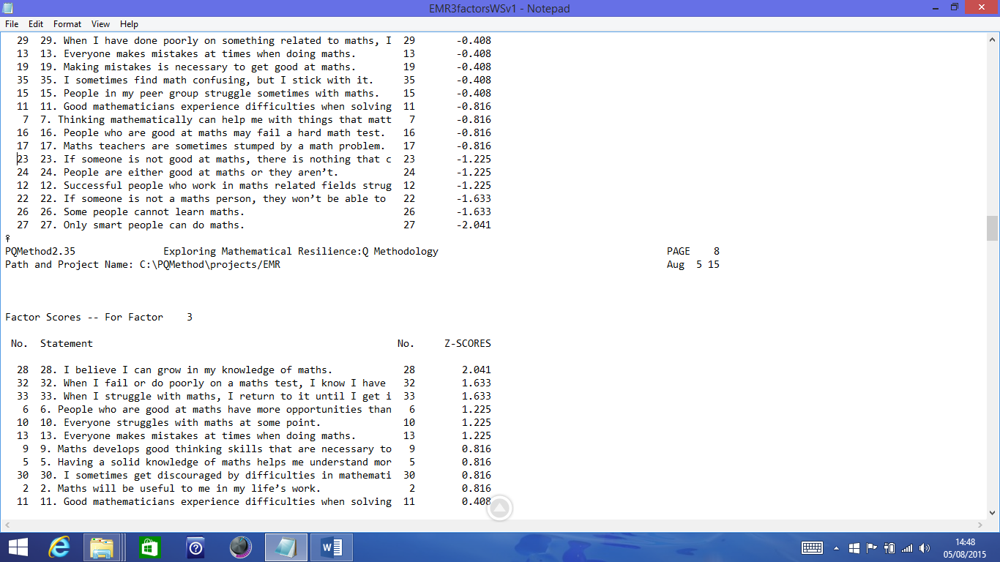 EMR3factorsWSv1 - Notepad
File Edit Format View Help
29 29. When I have done poorly on something related to maths, I 29 -0.408
13 13. Everyone makes mistakes at times when doing maths. 13 -0.408
19 19. Making mistakes is necessary to get good at maths. 19 -0.408
35 35. I sometimes find math confusing, but I stick with it. 35 -0.408
15 15. People in my peer group struggle sometimes with maths. 15 -0.408
11 11. Good mathematicians experience difficulties when solving 11 -0.816
7 7. Thinking mathematically can help me with things that matt 7 -0.816
16 16. People who are good at maths may fail a hard math test. 16 -0.816
17 17. Maths teachers are sometimes stumped by a math problem. 17 -0.816
23 23. If someone is not good at maths, there is nothing that c 23 -1.225
24 24. People are either good at maths or they aren’t. 24 -1.225
12 12. Successful people who work in maths related fields strug 12 -1.225
22 22. If someone is not a maths person, they won’t be able to 22 -1.633
26 26. Some people cannot learn maths. 26 -1.633
27 27. Only smart people can do maths. 27 -2.041
PQMethod2.35 Exploring Mathematical Resilience:Q Methodology PAGE 8
Path and Project Name: C:\PQMethod\projects/EMR Aug 5 15
Factor Scores -- For Factor 3
No. Statement No. Z-SCORES
28 28. I believe I can grow in my knowledge of maths. 28 2.041
32 32. When I fail or do poorly on a maths test, I know I have 32 1.633
33 33. When I struggle with maths, I return to it until I get i 33 1.633
6 6. People who are good at maths have more opportunities than 6 1.225
10 10. Everyone struggles with maths at some point. 10 1.225
13 13. Everyone makes mistakes at times when doing maths. 13 1.225
9 9. Maths develops good thinking skills that are necessary to 9 0.816
5 5. Having a solid knowledge of maths helps me understand mor 5 0.816
30 30. I sometimes get discouraged by difficulties in mathemati 30 0.816
2 2. Maths will be useful to me in my life’s work. 2 0.816
11 11. Good mathematicians experience difficulties when solving 11 0.408
14:48
05/08/2015